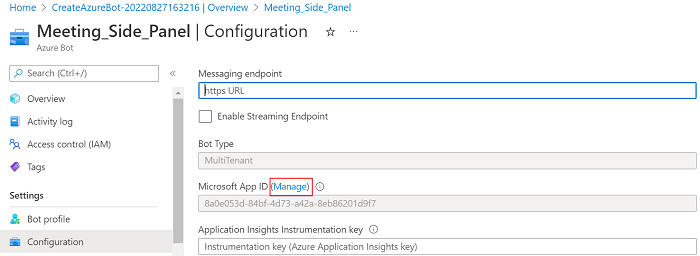 Home > CreateAzureBot-20220827163216 | Overview > Meeting_Side_Panel
Meeting_Side_Panel | Configuration ☆ ···
Azure Bot
Search (Ctrl+/) «
Overview
Activity log
Access control (IAM)
Tags
Settings
Bot profile
Configuration
Messaging endpoint
https URL
Enable Streaming Endpoint
Bot Type
MultiTenant
Microsoft App ID (Manage)
8a0e053d-84bf-4d73-a42a-8eb86201d9f7
Application Insights Instrumentation key
Instrumentation key (Azure Application Insights key)